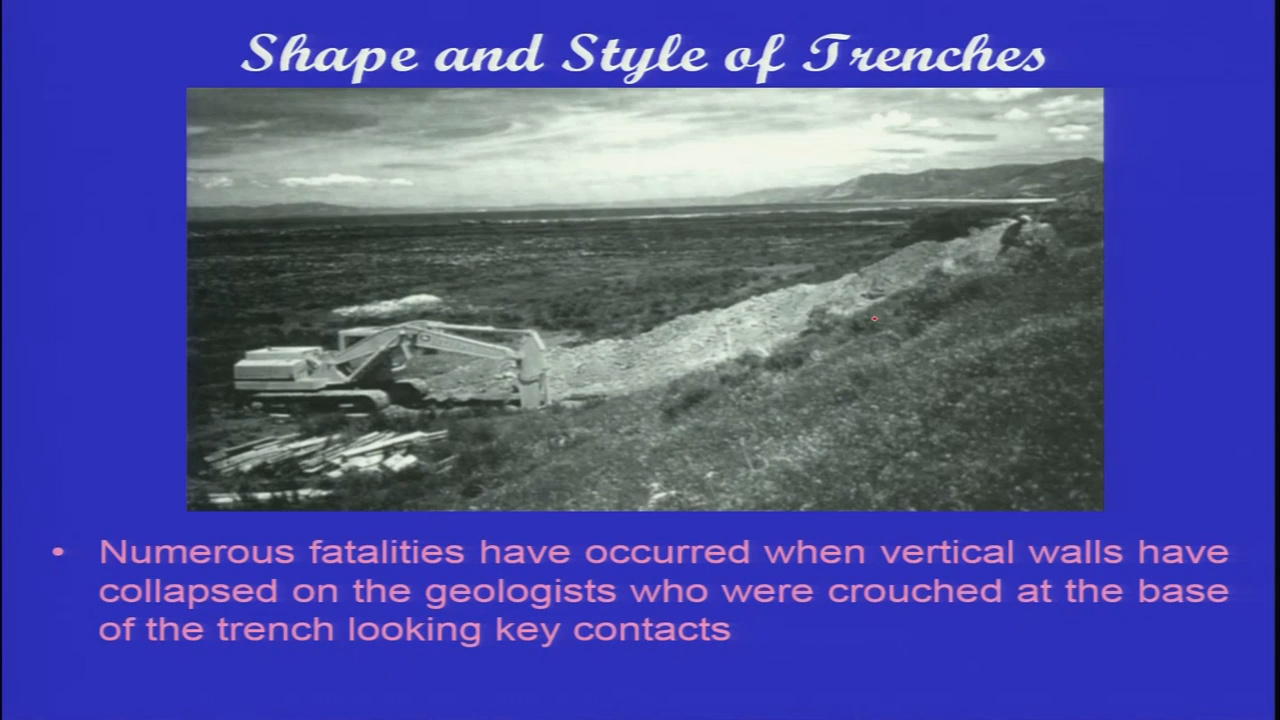 Shape and Style of Trenches
• Numerous fatalities have occurred when vertical walls have
collapsed on the geologists who were crouched at the base
of the trench looking key contacts